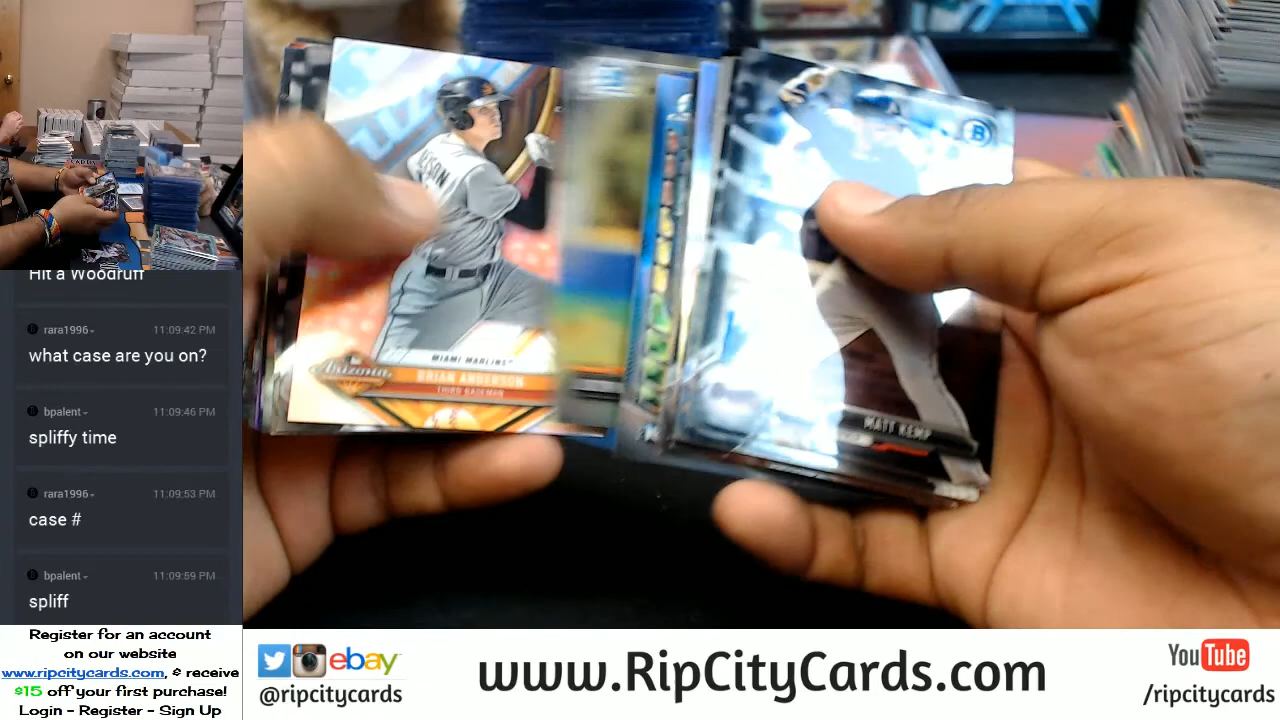 Hit a Woodruff
rara1996
11:09:42 PM
what case are you on?
bpalent
11:09:46 PM
spliffy time
rara1996
11:09:53 PM
case #
bpalent
11:09:59 PM
spliff
Register for an account
on our website
www.ripcitycards.com, & receive
$15 off your first purchase!
Login - Register - Sign Up
MIAMI MARLINS
Arizona
BRIAN ANDERSON
THIRD BASEMAN
B
MATT KEMP
ebay
@ripcitycards
www.RipCityCards.com
YouTube
/ripcitycards